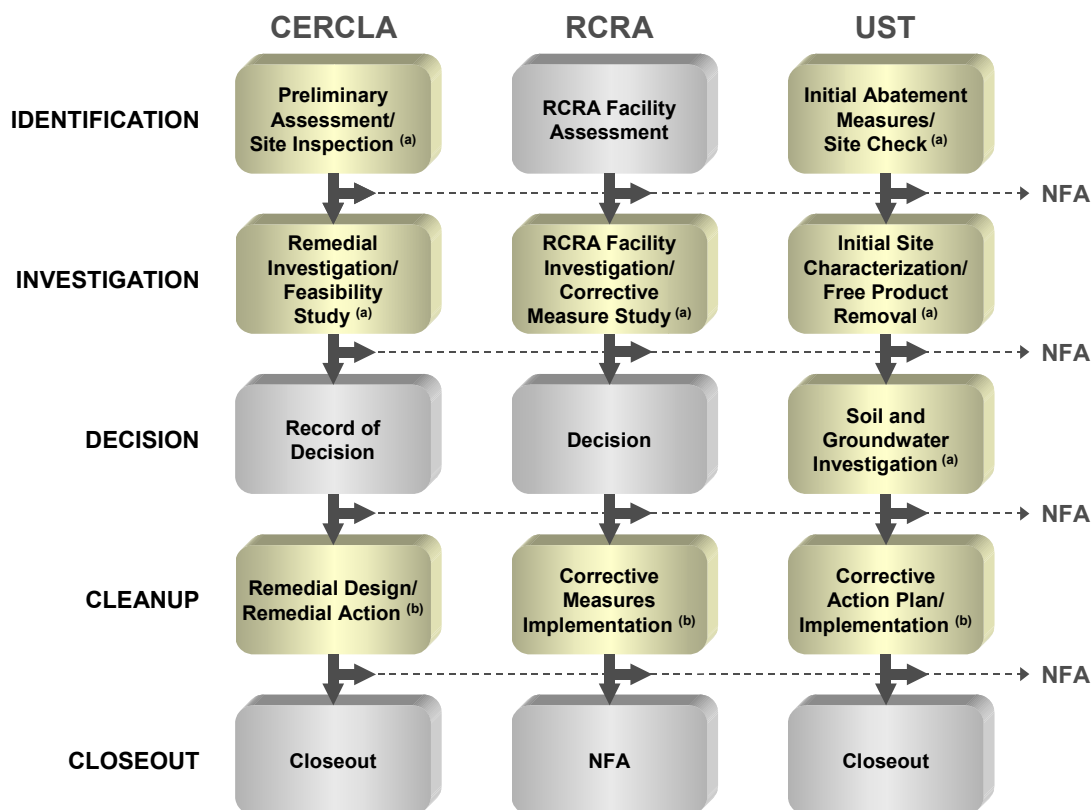 CERCLA RCRA UST
IDENTIFICATION
Preliminary
Assessment/
Site Inspection (a)
RCRA Facility
Assessment
Initial Abatement
Measures/
Site Check (a)
NFA
INVESTIGATION
Remedial
Investigation/
Feasibility
Study (a)
RCRA Facility
Investigation/
Corrective
Measure Study (a)
Initial Site
Characterization/
Free Product
Removal (a)
NFA
DECISION
Record of
Decision
Decision
Soil and
Groundwater
Investigation (a)
NFA
CLEANUP
Remedial Design/
Remedial Action (b)
Corrective
Measures
Implementation (b)
Corrective
Action Plan/
Implementation (b)
NFA
CLOSEOUT
Closeout
NFA
Closeout